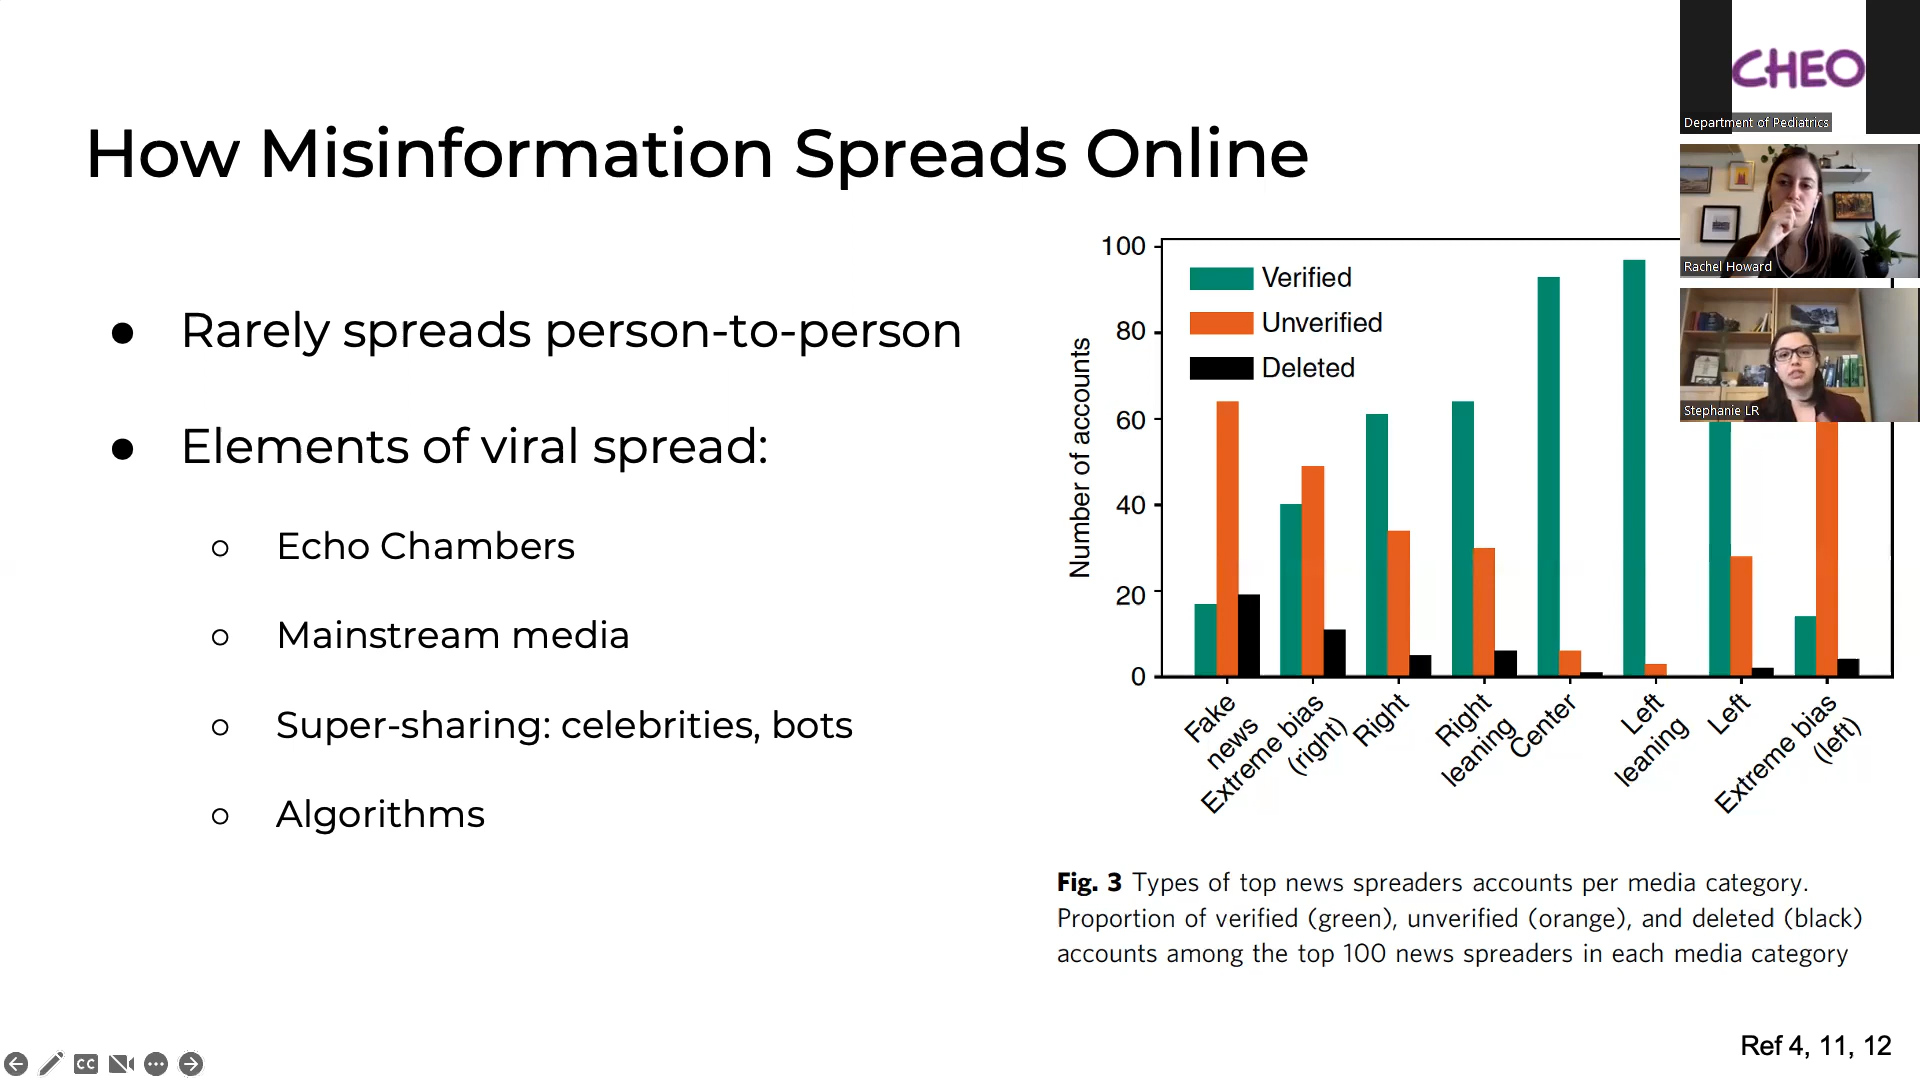 How Misinformation Spreads Online
● Rarely spreads person-to-person
● Elements of viral spread:
○ Echo Chambers
○ Mainstream media
○ Super-sharing: celebrities, bots
○ Algorithms
100
80
60
40
20
0
Number of accounts
Verified
Unverified
Deleted
Fake
news
Extreme bias
(right)
Right
Right
leaning
Center
Left
leaning
Left
Extreme bias
(left)
Fig. 3 Types of top news spreaders accounts per media category.
Proportion of verified (green), unverified (orange), and deleted (black)
accounts among the top 100 news spreaders in each media category
Ref 4, 11, 12
CHEO
Department of Pediatrics
Rachel Howard
Stephanie LR
CC